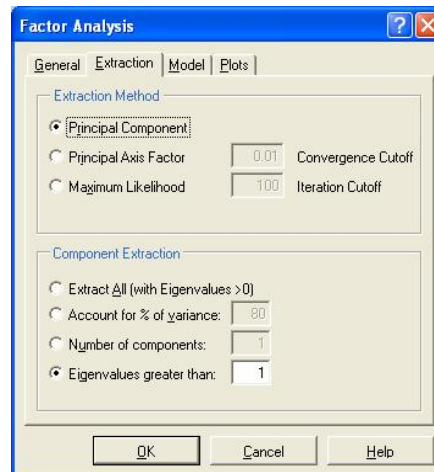 Factor Analysis
General Extraction Model Plots
Extraction Method
Principal Component
Principal Axis Factor 0.01 Convergence Cutoff
Maximum Likelihood 100 Iteration Cutoff
Component Extraction
Extract All (with Eigenvalues >0)
Account for % of variance: 80
Number of components: 1
Eigenvalues greater than: 1
OK Cancel Help